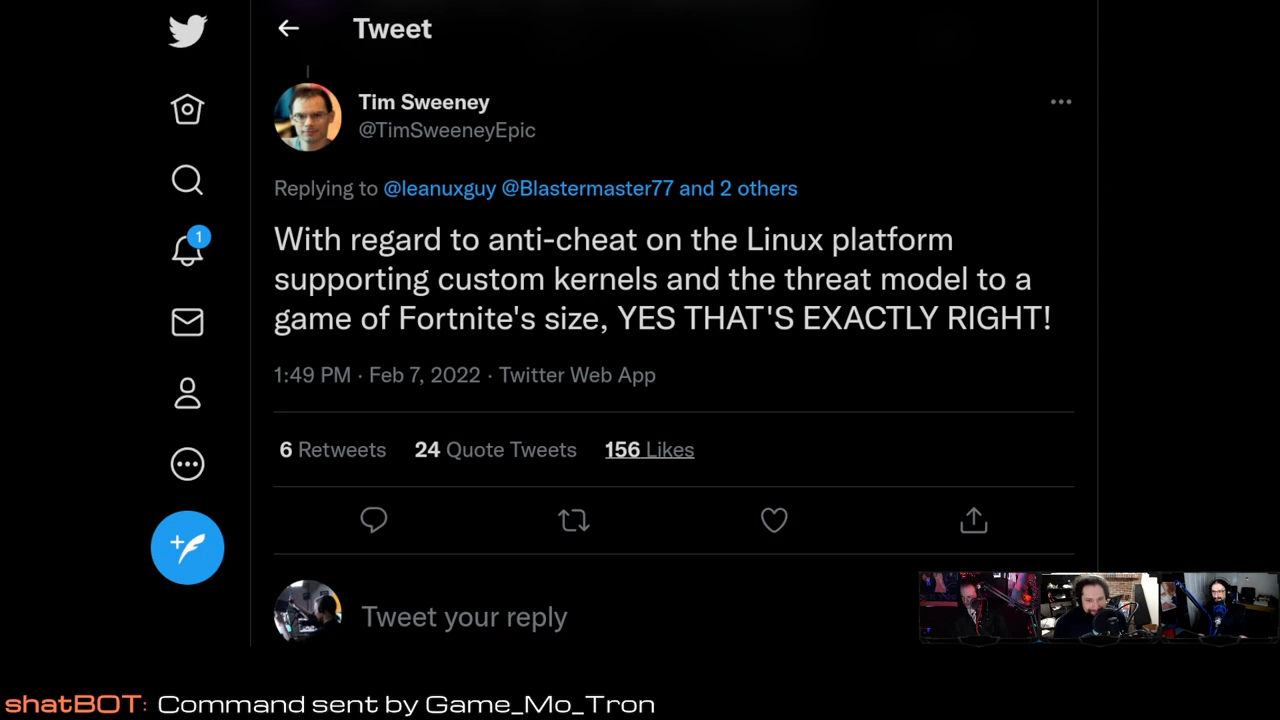 Tweet
Tim Sweeney
@TimSweeneyEpic
Replying to @leanuxguy @Blastermaster77 and 2 others
With regard to anti-cheat on the Linux platform
supporting custom kernels and the threat model to a
game of Fortnite's size, YES THAT'S EXACTLY RIGHT!
1:49 PM · Feb 7, 2022 · Twitter Web App
6 Retweets 24 Quote Tweets 156 Likes
1
Tweet your reply
shatBOT: Command sent by Game_Mo_Tron